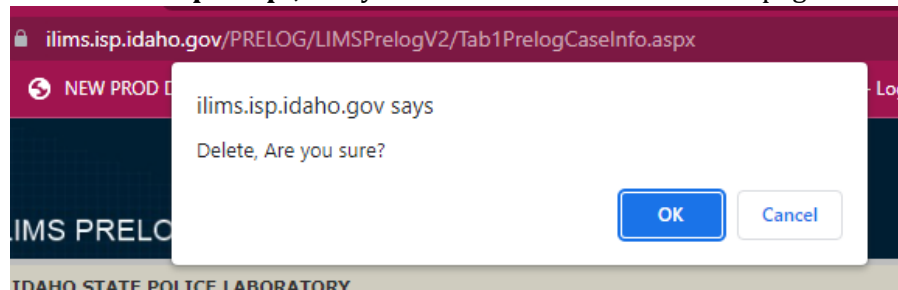 ilims.isp.idaho.gov/PRELOG/LIMSPrelogV2/Tab1PrelogCaseInfo.aspx
NEW PROD
Lo
ilims.isp.idaho.gov says
Delete, Are you sure?
OK Cancel
IMS PRELO
IDAHO STATE POLICE LABORATORY